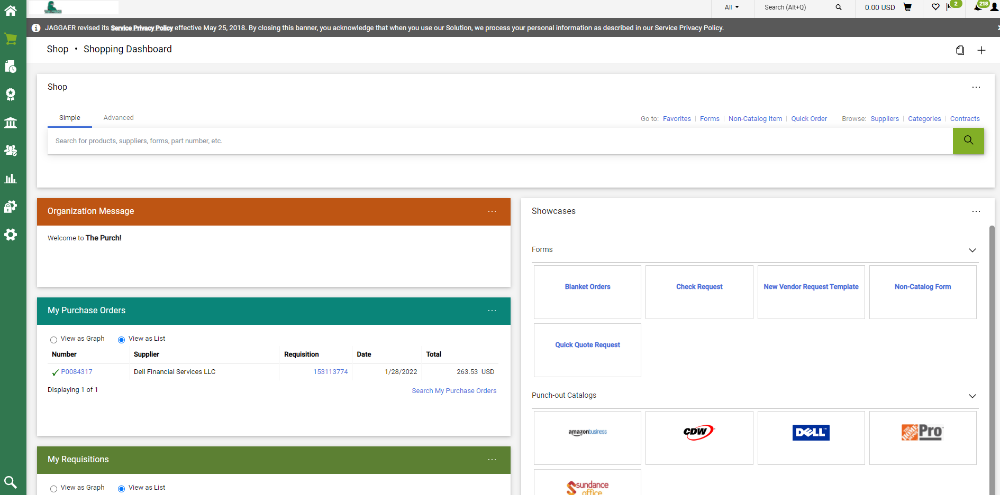 All
Search (Alt+Q)
0.00 USD
2
218
JAGGAER revised its Service Privacy Policy effective May 25, 2018. By closing this banner, you acknowledge that when you use our Solution, we process your personal information as described in our Service Privacy Policy.
Shop • Shopping Dashboard
Shop
Simple
Advanced
Go to: Favorites | Forms | Non-Catalog Item | Quick Order Browse: Suppliers | Categories | Contracts
Search for products, suppliers, forms, part number, etc.
Organization Message
Welcome to The Purch!
My Purchase Orders
View as Graph View as List
Number Supplier Requisition Date Total
P0084317 Dell Financial Services LLC 153113774 1/28/2022 263.53 USD
Displaying 1 of 1
Search My Purchase Orders
My Requisitions
View as Graph View as List
Showcases
Forms
Blanket Orders
Check Request
New Vendor Request Template
Non-Catalog Form
Quick Quote Request
Punch-out Catalogs
amazonbusiness
CDW
DELL™
THE HOME DEPOT Pro
sundance
office